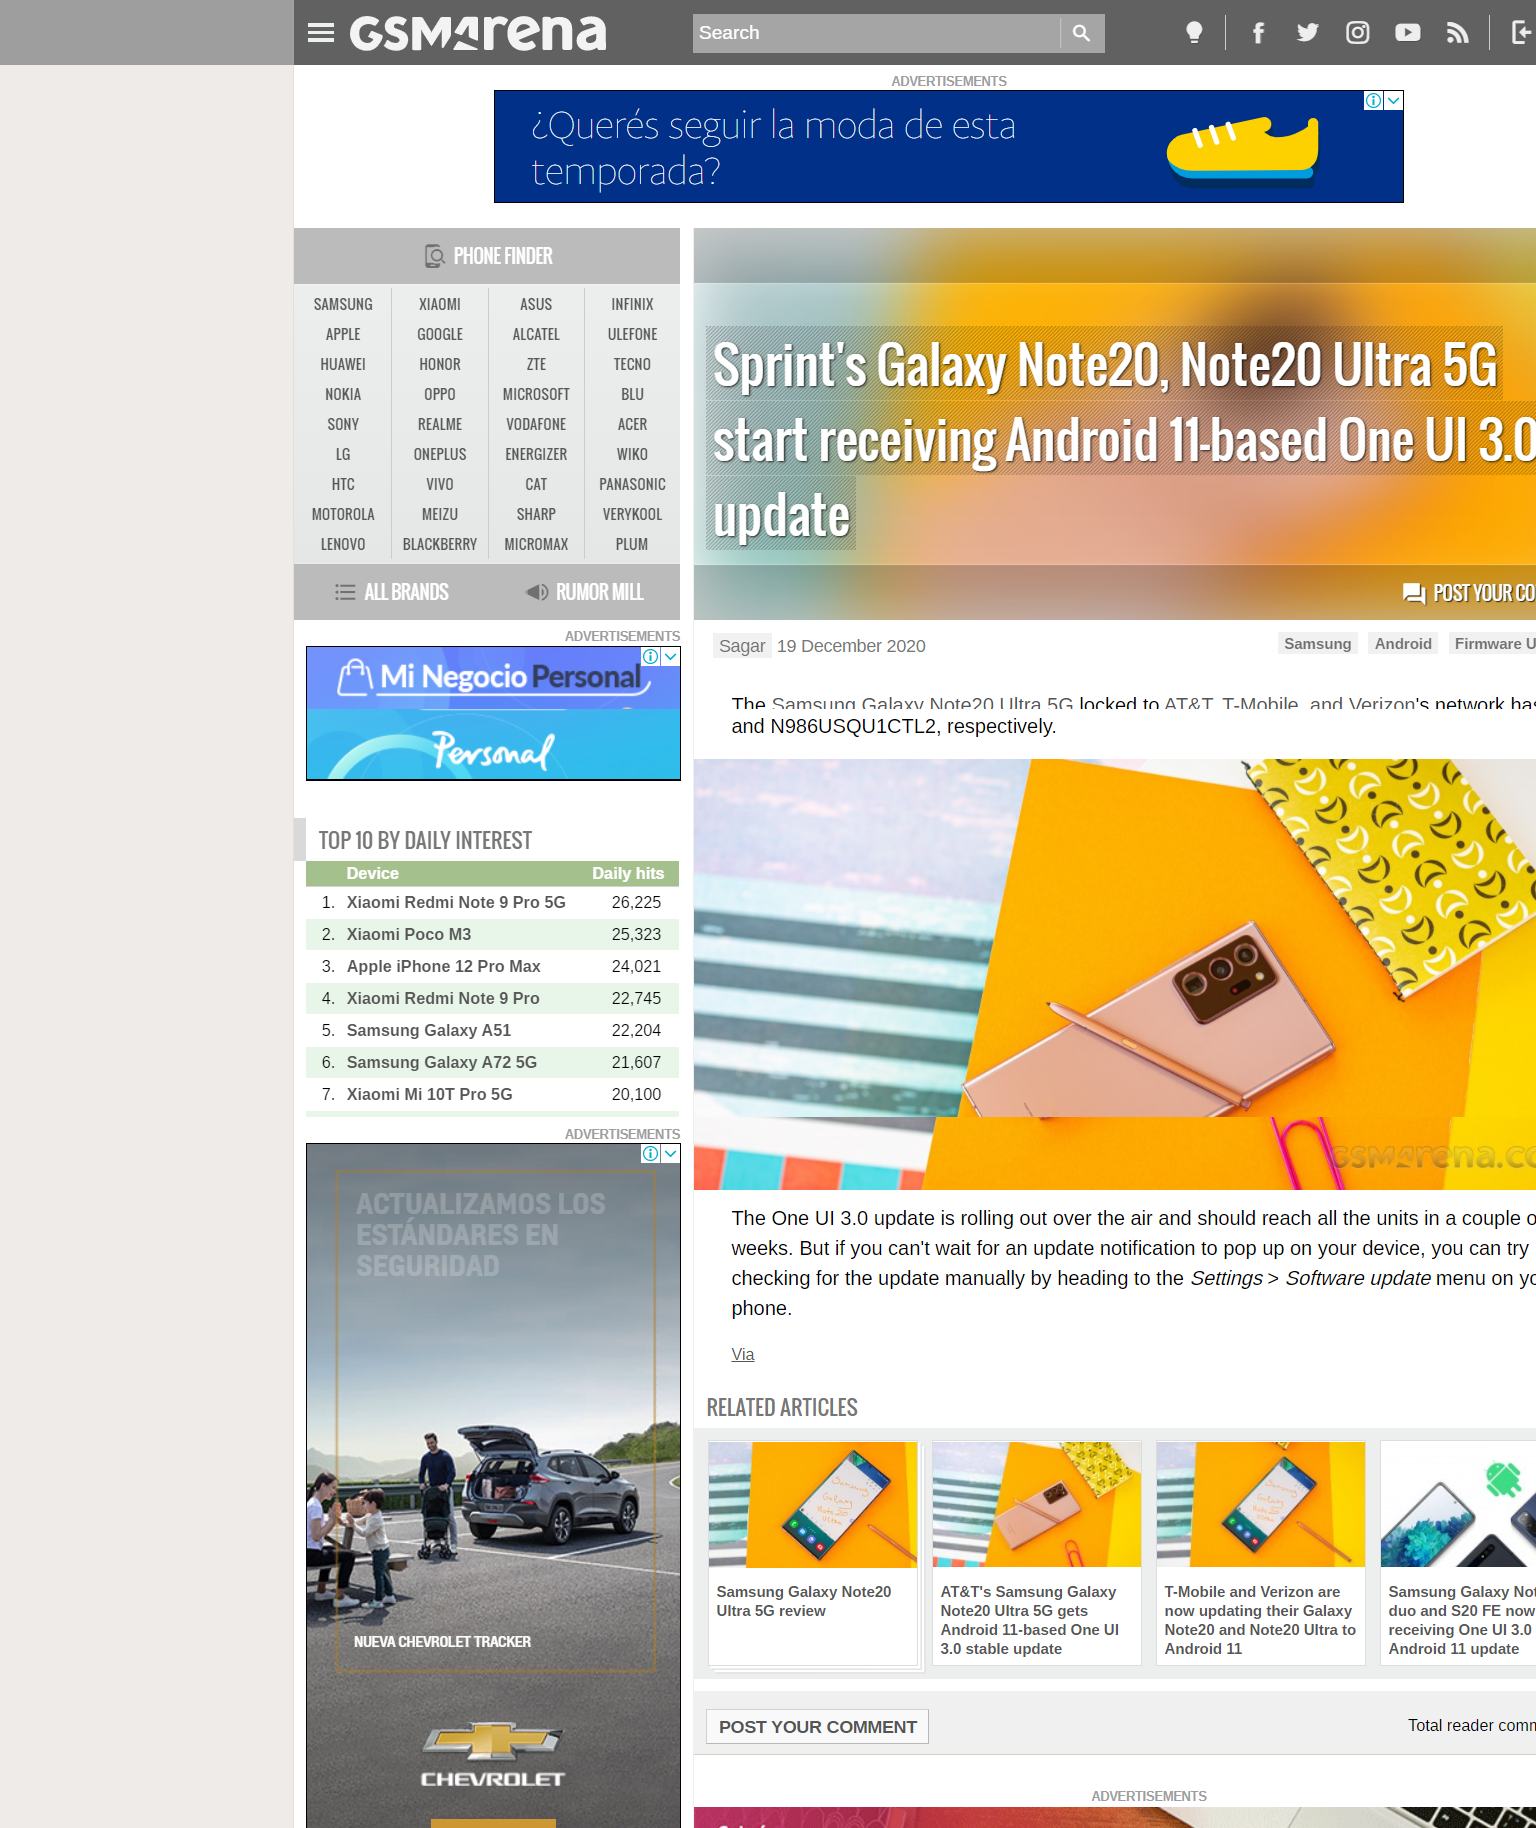 GSMArena
Search
ADVERTISEMENTS
¿Querés seguir la moda de esta
temporada?
PHONE FINDER
SAMSUNG XIAOMI ASUS INFINIX
APPLE GOOGLE ALCATEL ULEFONE
HUAWEI HONOR ZTE TECNO
NOKIA OPPO MICROSOFT BLU
SONY REALME VODAFONE ACER
LG ONEPLUS ENERGIZER WIKO
HTC VIVO CAT PANASONIC
MOTOROLA MEIZU SHARP VERYKOOL
LENOVO BLACKBERRY MICROMAX PLUM
ALL BRANDS RUMOR MILL
ADVERTISEMENTS
Mi Negocio Personal
Personal
TOP 10 BY DAILY INTEREST
Device Daily hits
1. Xiaomi Redmi Note 9 Pro 5G 26,225
2. Xiaomi Poco M3 25,323
3. Apple iPhone 12 Pro Max 24,021
4. Xiaomi Redmi Note 9 Pro 22,745
5. Samsung Galaxy A51 22,204
6. Samsung Galaxy A72 5G 21,607
7. Xiaomi Mi 10T Pro 5G 20,100
ADVERTISEMENTS
ACTUALIZAMOS LOS
ESTÁNDARES EN
SEGURIDAD
NUEVA CHEVROLET TRACKER
CHEVROLET
Sprint's Galaxy Note20, Note20 Ultra 5G
start receiving Android 11-based One UI 3.0
update
POST YOUR CO
Sagar 19 December 2020 Samsung Android Firmware U
The Samsung Galaxy Note20 Ultra 5G locked to AT&T, T-Mobile, and Verizon's network has
and N986USQU1CTL2, respectively.
GSMArena.co
The One UI 3.0 update is rolling out over the air and should reach all the units in a couple o
weeks. But if you can't wait for an update notification to pop up on your device, you can try
checking for the update manually by heading to the Settings > Software update menu on yo
phone.
Via
RELATED ARTICLES
Samsung Galaxy Note20
Ultra 5G review
AT&T's Samsung Galaxy
Note20 Ultra 5G gets
Android 11-based One UI
3.0 stable update
T-Mobile and Verizon are
now updating their Galaxy
Note20 and Note20 Ultra to
Android 11
Samsung Galaxy Not
duo and S20 FE now
receiving One UI 3.0
Android 11 update
POST YOUR COMMENT Total reader comm
ADVERTISEMENTS